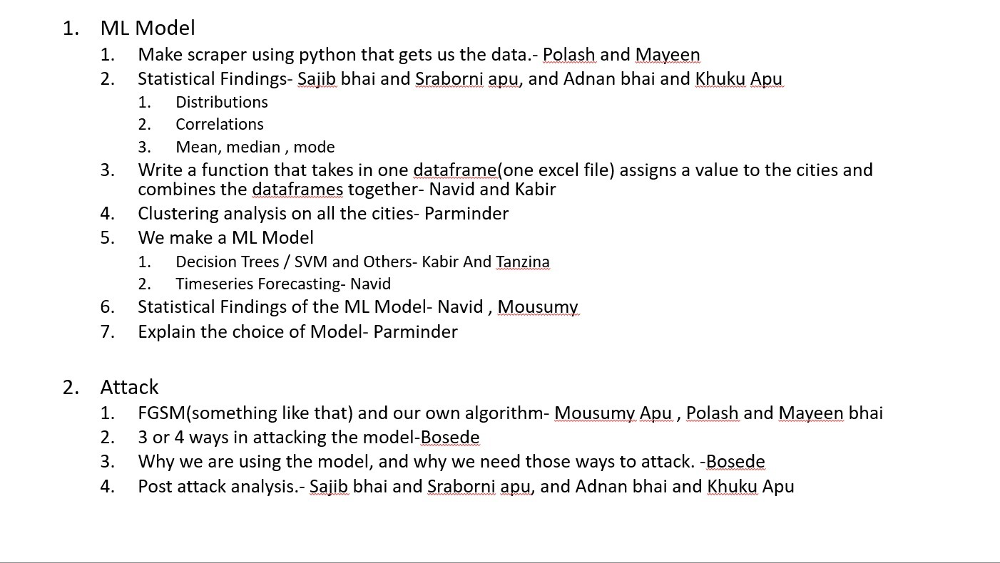 1. ML Model
1. Make scraper using python that gets us the data.- Polash and Mayeen
2. Statistical Findings- Sajib bhai and Sraborni apu, and Adnan bhai and Khuku Apu
1. Distributions
2. Correlations
3. Mean, median , mode
3. Write a function that takes in one dataframe(one excel file) assigns a value to the cities and
combines the dataframes together- Navid and Kabir
4. Clustering analysis on all the cities- Parminder
5. We make a ML Model
1. Decision Trees / SVM and Others- Kabir And Tanzina
2. Timeseries Forecasting- Navid
6. Statistical Findings of the ML Model- Navid , Mousumy
7. Explain the choice of Model- Parminder
2. Attack
1. FGSM(something like that) and our own algorithm- Mousumy Apu , Polash and Mayeen bhai
2. 3 or 4 ways in attacking the model-Bosede
3. Why we are using the model, and why we need those ways to attack. -Bosede
4. Post attack analysis.- Sajib bhai and Sraborni apu, and Adnan bhai and Khuku Apu